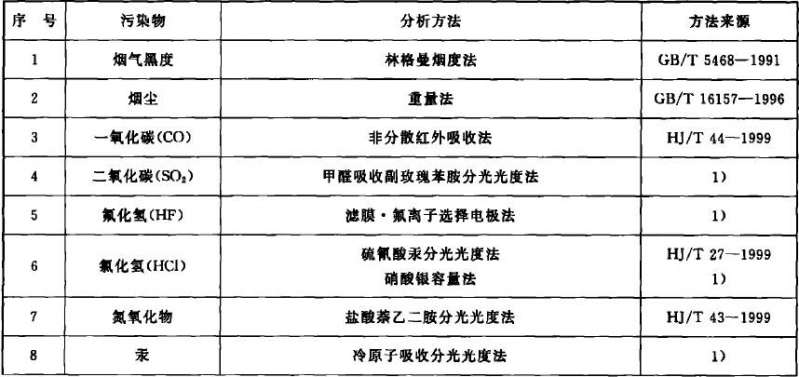 序 号 污染物 分析方法 方法来源
1 烟气黑度 林格曼烟度法 GB/T 5468—1991
2 烟尘 重量法 GB/T 16157—1996
3 一氧化碳(CO) 非分散红外吸收法 HJ/T 44—1999
4 二氧化碳(SO₂) 甲醛吸收副玫瑰苯胺分光光度法 1)
5 氟化氢(HF) 滤膜·氟离子选择电极法 1)
6 氯化氢(HCl) 硫氰酸汞分光光度法 HJ/T 27—1999
硝酸银容量法 1)
7 氮氧化物 盐酸萘乙二胺分光光度法 HJ/T 43—1999
8 汞 冷原子吸收分光光度法 1)